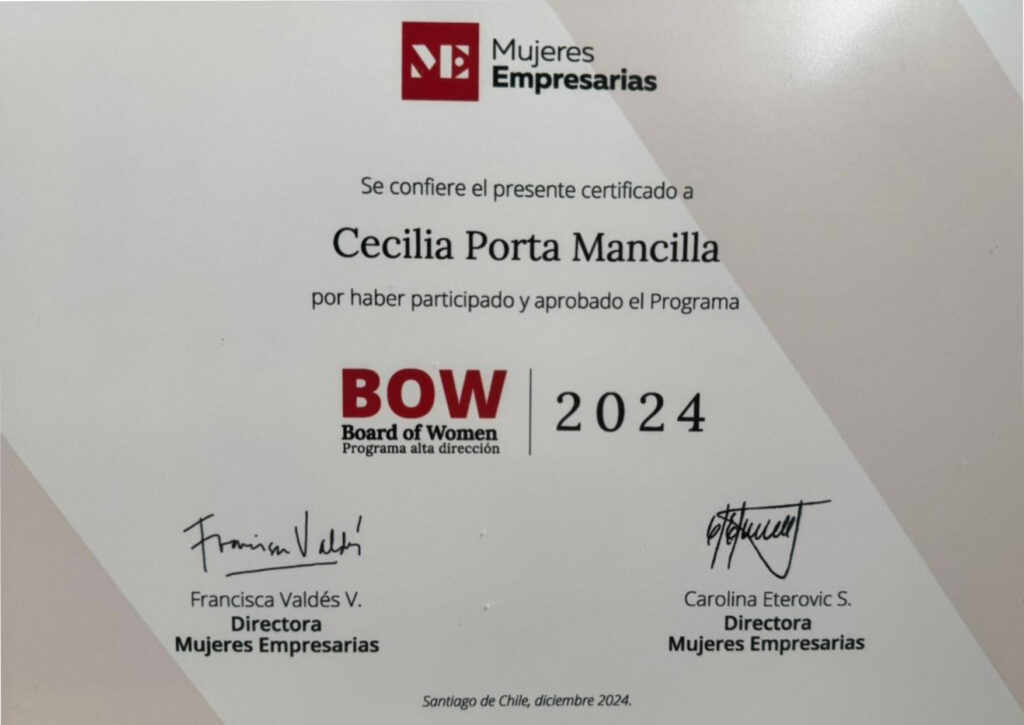 ME
Mujeres
Empresarias
Se confiere el presente certificado a
Cecilia Porta Mancilla
por haber participado y aprobado el Programa
BOW
Board of Women
Programa alta dirección
2024
Francisca Valdés
Francisca Valdés V.
Directora
Mujeres Empresarias
Carolina Eterovic S.
Directora
Mujeres Empresarias
Santiago de Chile, diciembre 2024.